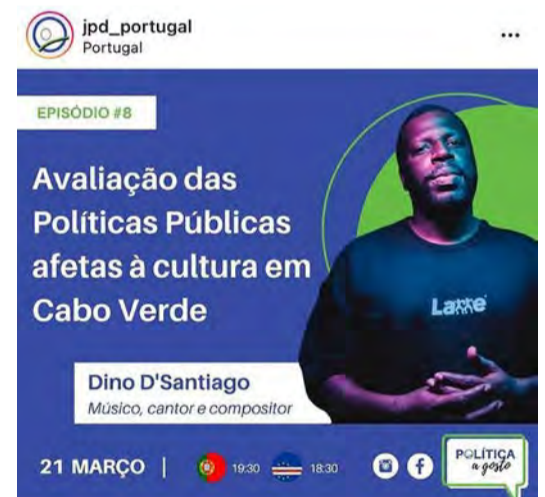 jpd_portugal
Portugal
EPISÓDIO #8
Avaliação das
Políticas Públicas
afetas à cultura em
Cabo Verde
Larre
Dino D'Santiago
Músico, cantor e compositor
21 MARÇO | 19:30 18:30
POLÍTICA
a gosto